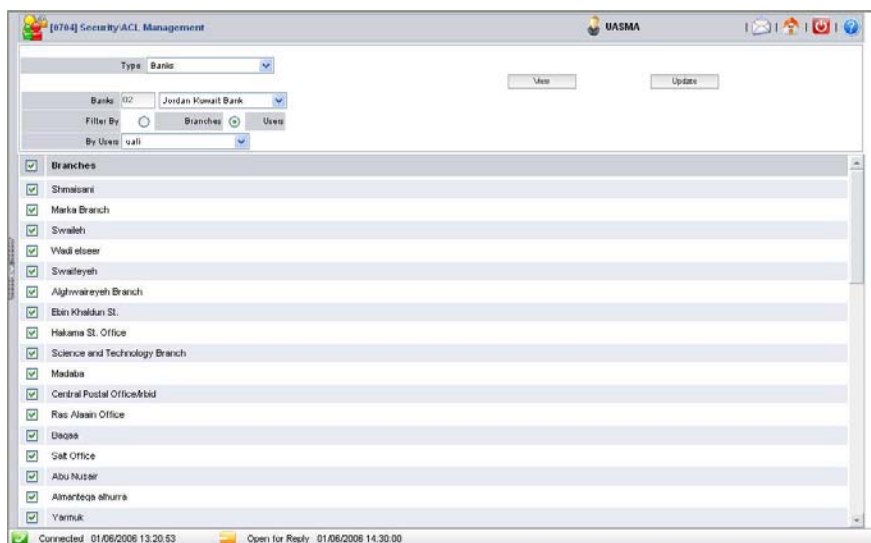 [0704] Security\ACL Management UASMA
Type Banks
View Update
Banks 02 Jordan Kuwait Bank
Filter By Branches Users
By Users uali
Branches
Shmaisani
Marka Branch
Swaileh
Wadi elseer
Swaifeyeh
Alghwaireyeh Branch
Ebin Khaldun St.
Hakama St. Office
Science and Technology Branch
Madaba
Central Postal Office/Irbid
Ras Alaain Office
Baqaa
Salt Office
Abu Nusair
Almanteqa alhurra
Yarmuk
Connected 01/06/2006 13:20:53 Open for Reply 01/06/2006 14:30:00